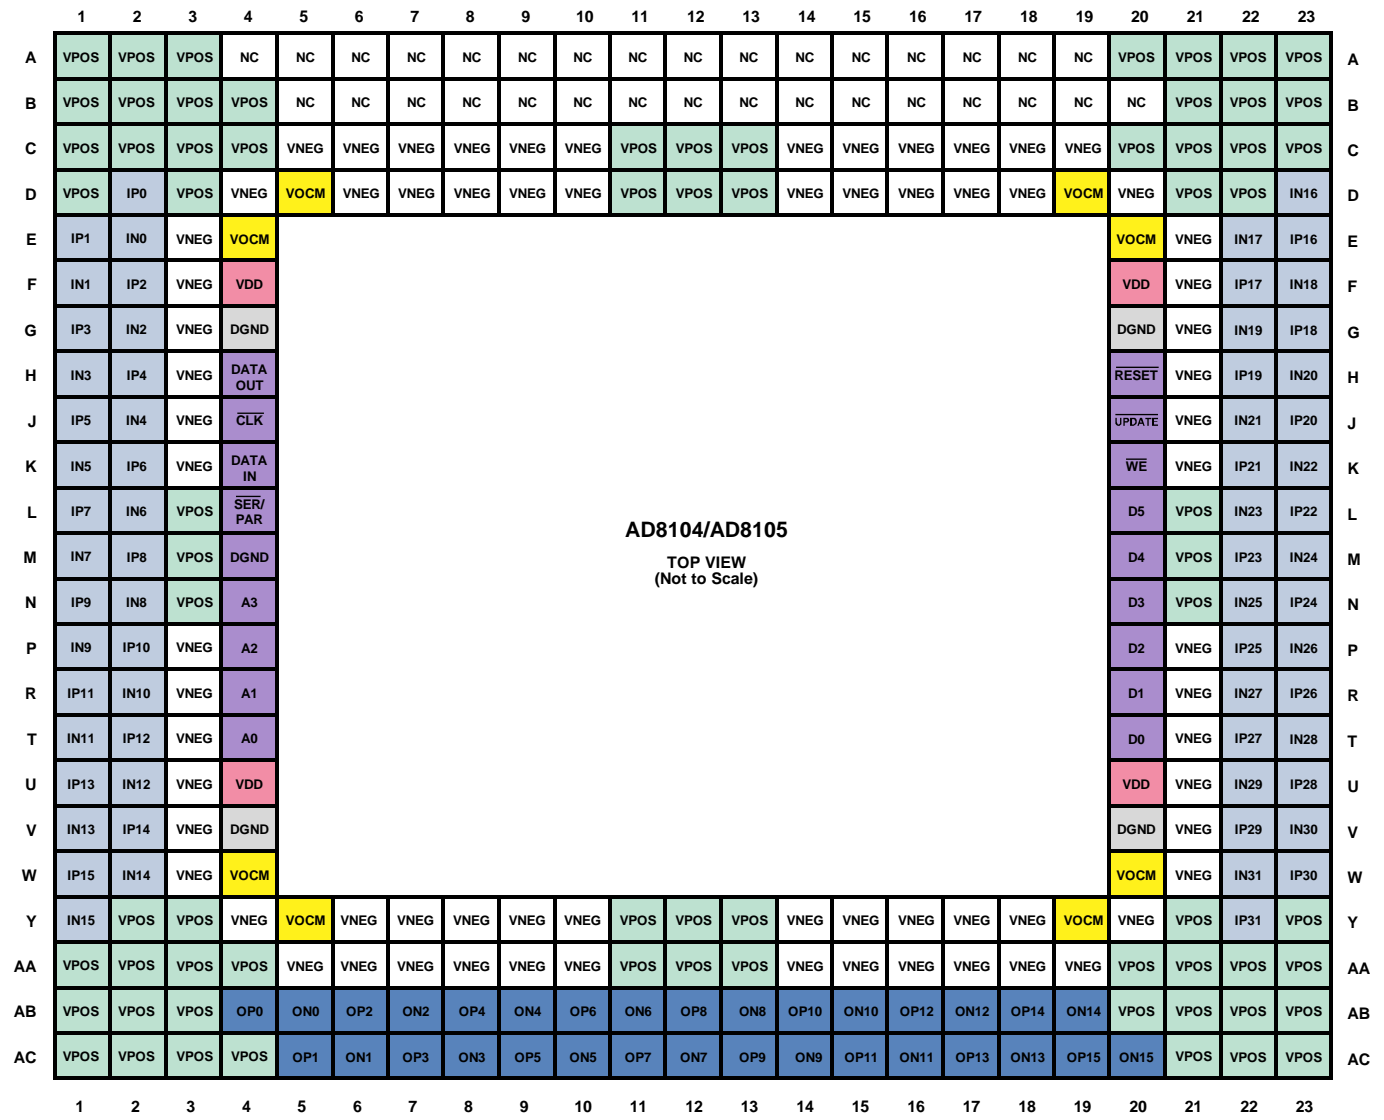 1 2 3 4 5 6 7 8 9 10 11 12 13 14 15 16 17 18 19 20 21 22 23
A VPOS VPOS VPOS NC NC NC NC NC NC NC NC NC NC NC NC NC NC NC NC VPOS VPOS VPOS VPOS A
B VPOS VPOS VPOS VPOS NC NC NC NC NC NC NC NC NC NC NC NC NC NC NC NC VPOS VPOS VPOS B
C VPOS VPOS VPOS VPOS VNEG VNEG VNEG VNEG VNEG VNEG VPOS VPOS VPOS VNEG VNEG VNEG VNEG VNEG VNEG VPOS VPOS VPOS VPOS C
D VPOS IP0 VPOS VNEG VOCM VNEG VNEG VNEG VNEG VNEG VPOS VPOS VPOS VNEG VNEG VNEG VNEG VNEG VOCM VNEG VPOS VPOS IN16 D
E IP1 IN0 VNEG VOCM VOCM VNEG IN17 IP16 E
F IN1 IP2 VNEG VDD VDD VNEG IP17 IN18 F
G IP3 IN2 VNEG DGND DGND VNEG IN19 IP18 G
H IN3 IP4 VNEG DATA OUT RESET VNEG IP19 IN20 H
J IP5 IN4 VNEG CLK UPDATE VNEG IN21 IP20 J
K IN5 IP6 VNEG DATA IN WE VNEG IP21 IN22 K
L IP7 IN6 VPOS SER/ PAR D5 VPOS IN23 IP22 L
AD8104/AD8105
M IN7 IP8 VPOS DGND D4 VPOS IP23 IN24 M
TOP VIEW
(Not to Scale)
N IP9 IN8 VPOS A3 D3 VPOS IN25 IP24 N
P IN9 IP10 VNEG A2 D2 VNEG IP25 IN26 P
R IP11 IN10 VNEG A1 D1 VNEG IN27 IP26 R
T IN11 IP12 VNEG A0 D0 VNEG IP27 IN28 T
U IP13 IN12 VNEG VDD VDD VNEG IN29 IP28 U
V IN13 IP14 VNEG DGND DGND VNEG IP29 IN30 V
W IP15 IN14 VNEG VOCM VOCM VNEG IN31 IP30 W
Y IN15 VPOS VPOS VNEG VOCM VNEG VNEG VNEG VNEG VNEG VPOS VPOS VPOS VNEG VNEG VNEG VNEG VNEG VOCM VNEG VPOS IP31 VPOS Y
AA VPOS VPOS VPOS VPOS VNEG VNEG VNEG VNEG VNEG VNEG VPOS VPOS VPOS VNEG VNEG VNEG VNEG VNEG VNEG VPOS VPOS VPOS VPOS AA
AB VPOS VPOS VPOS OP0 ON0 OP2 ON2 OP4 ON4 OP6 ON6 OP8 ON8 OP10 ON10 OP12 ON12 OP14 ON14 VPOS VPOS VPOS VPOS AB
AC VPOS VPOS VPOS VPOS OP1 ON1 OP3 ON3 OP5 ON5 OP7 ON7 OP9 ON9 OP11 ON11 OP13 ON13 OP15 ON15 VPOS VPOS VPOS AC
1 2 3 4 5 6 7 8 9 10 11 12 13 14 15 16 17 18 19 20 21 22 23